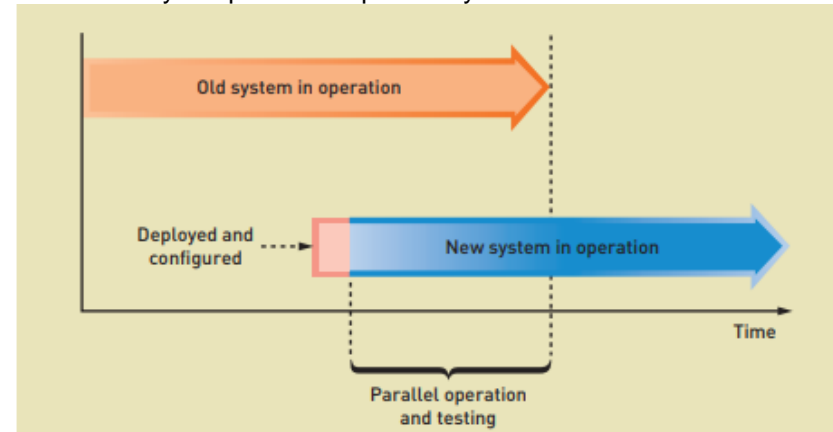 Old system in operation
Deployed and
configured
New system in operation
Time
Parallel operation
and testing